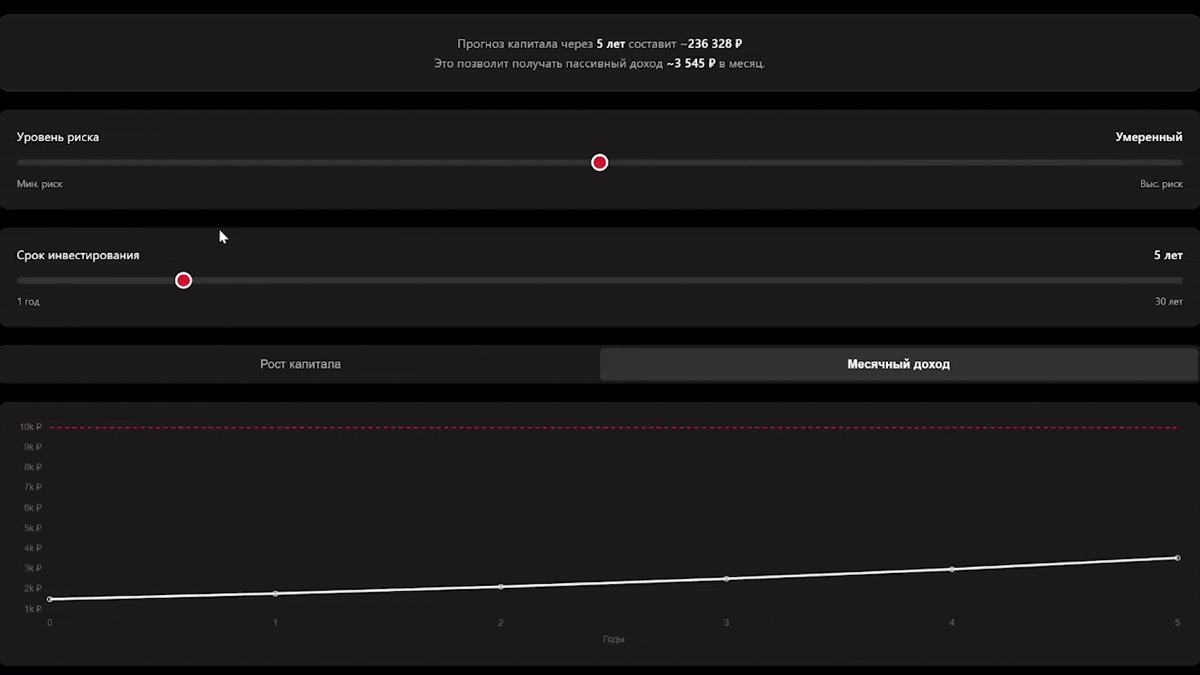 Прогноз капитала через 5 лет составит ~236 328 ₽
Это позволит получать пассивный доход ~3 545 ₽ в месяц.
Уровень риска
Умеренный
Мин. риск
Выс. риск
Срок инвестирования
5 лет
1 год
30 лет
Рост капитала
Месячный доход
10k ₽
9k ₽
8k ₽
7k ₽
6k ₽
5k ₽
4k ₽
3k ₽
2k ₽
1k ₽
0 1 2 3 4 5
Годы